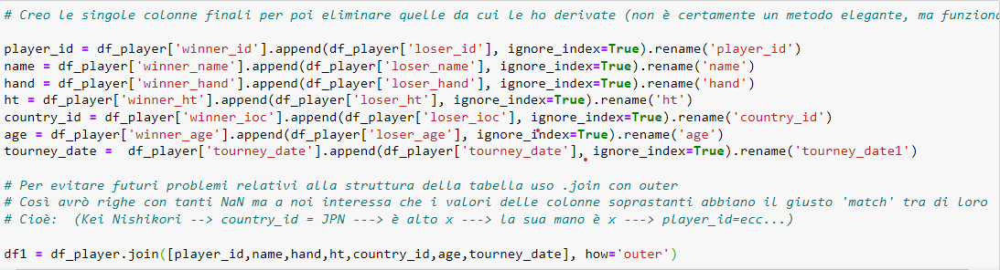 # Creo le singole colonne finali per poi eliminare quelle da cui le ho derivate (non è certamente un metodo elegante, ma funziona
player_id = df_player['winner_id'].append(df_player['loser_id'], ignore_index=True).rename('player_id')
name = df_player['winner_name'].append(df_player['loser_name'], ignore_index=True).rename('name')
hand = df_player['winner_hand'].append(df_player['loser_hand'], ignore_index=True).rename('hand')
ht = df_player['winner_ht'].append(df_player['loser_ht'], ignore_index=True).rename('ht')
country_id = df_player['winner_ioc'].append(df_player['loser_ioc'], ignore_index=True).rename('country_id')
age = df_player['winner_age'].append(df_player['loser_age'], ignore_index=True).rename('age')
tourney_date =  df_player['tourney_date'].append(df_player['tourney_date'], ignore_index=True).rename('tourney_date1')
# Per evitare futuri problemi relativi alla struttura della tabella uso .join con outer
# Così avrò righe con tanti NaN ma a noi interessa che i valori delle colonne soprastanti abbiano il giusto 'match' tra di loro
# Cioè:  (Kei Nishikori --> country_id = JPN ---> è alto x ---> la sua mano è x ---> player_id=ecc...)
df1 = df_player.join([player_id,name,hand,ht,country_id,age,tourney_date], how='outer')